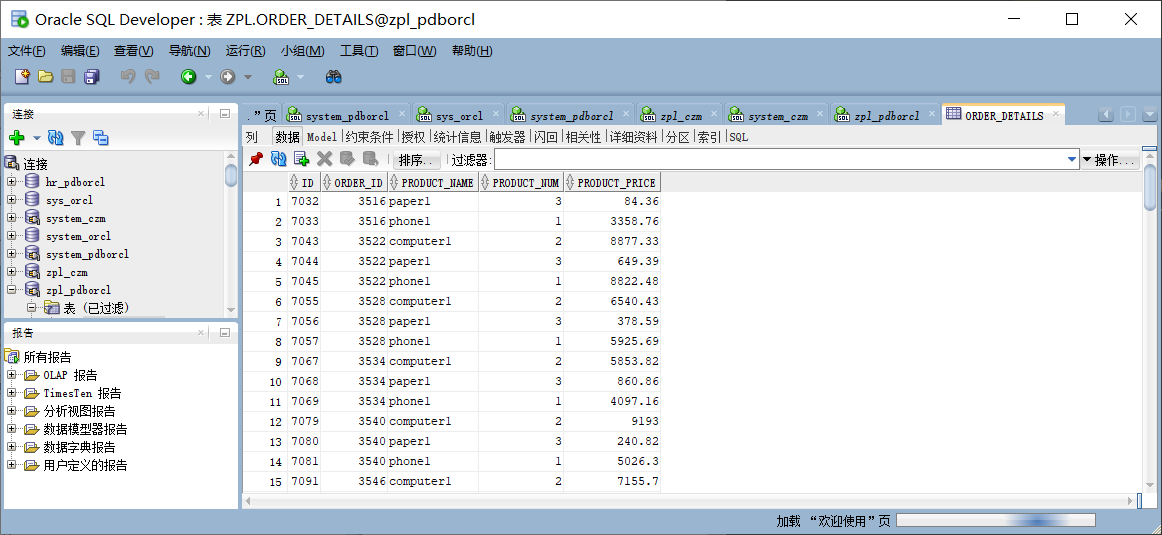 Oracle SQL Developer : 表 ZPL.ORDER_DETAILS@zpl_pdborcl
文件(F) 编辑(E) 查看(V) 导航(N) 运行(R) 小组(M) 工具(T) 窗口(W) 帮助(H)
连接
连接
hr_pdborcl
sys_orcl
system_czm
system_orcl
system_pdborcl
zpl_czm
zpl_pdborcl
表 (已过滤)
报告
所有报告
OLAP 报告
TimesTen 报告
分析视图报告
数据模型器报告
数据字典报告
用户定义的报告
.”页 system_pdborcl sys_orcl system_pdborcl zpl_czm system_czm zpl_pdborcl ORDER_DETAILS
列 数据 Model 约束条件 授权 统计信息 触发器 闪回 相关性 详细资料 分区 索引 SQL
排序.. 过滤器: 操作...
ID ORDER_ID PRODUCT_NAME PRODUCT_NUM PRODUCT_PRICE
1 7032 3516 paper1 3 84.36
2 7033 3516 phone1 1 3358.76
3 7043 3522 computer1 2 8877.33
4 7044 3522 paper1 3 649.39
5 7045 3522 phone1 1 8822.48
6 7055 3528 computer1 2 6540.43
7 7056 3528 paper1 3 378.59
8 7057 3528 phone1 1 5925.69
9 7067 3534 computer1 2 5853.82
10 7068 3534 paper1 3 860.86
11 7069 3534 phone1 1 4097.16
12 7079 3540 computer1 2 9193
13 7080 3540 paper1 3 240.82
14 7081 3540 phone1 1 5026.3
15 7091 3546 computer1 2 7155.7
加载 “欢迎使用”页